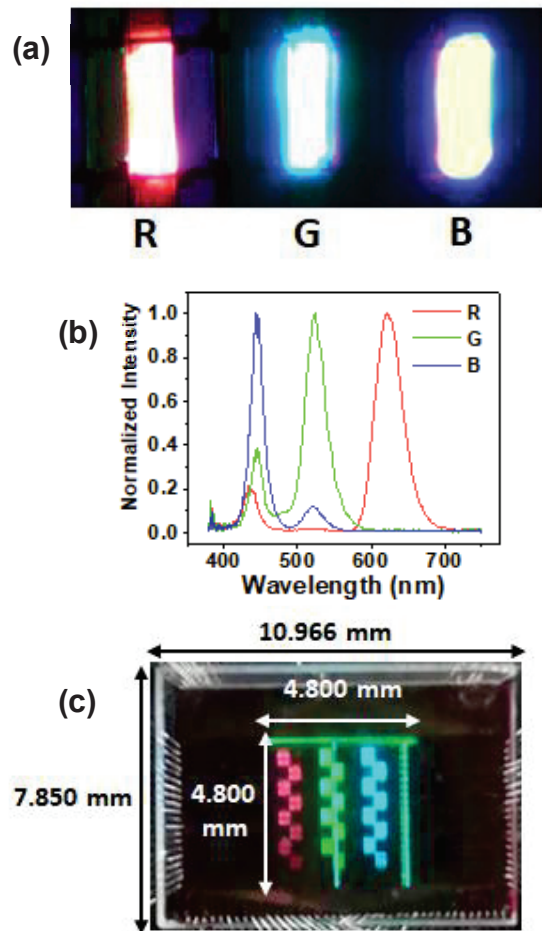 (a)
R G B
(b)
Normalized Intensity
1.0
0.8
0.6
0.4
0.2
0.0
R
G
B
400 500 600 700
Wavelength (nm)
(c)
10.966 mm
4.800 mm
7.850 mm
4.800
mm